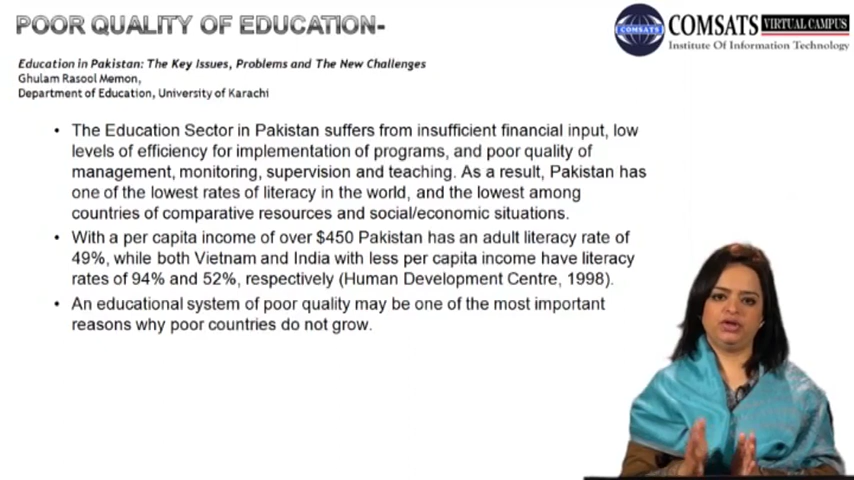 POOR QUALITY OF EDUCATION-
COMSATS
COMSATS VIRTUAL CAMPUS
Institute Of Information Technology
Education in Pakistan: The Key Issues, Problems and The New Challenges
Ghulam Rasool Memon,
Department of Education, University of Karachi
• The Education Sector in Pakistan suffers from insufficient financial input, low
levels of efficiency for implementation of programs, and poor quality of
management, monitoring, supervision and teaching. As a result, Pakistan has
one of the lowest rates of literacy in the world, and the lowest among
countries of comparative resources and social/economic situations.
• With a per capita income of over $450 Pakistan has an adult literacy rate of
49%, while both Vietnam and India with less per capita income have literacy
rates of 94% and 52%, respectively (Human Development Centre, 1998).
• An educational system of poor quality may be one of the most important
reasons why poor countries do not grow.